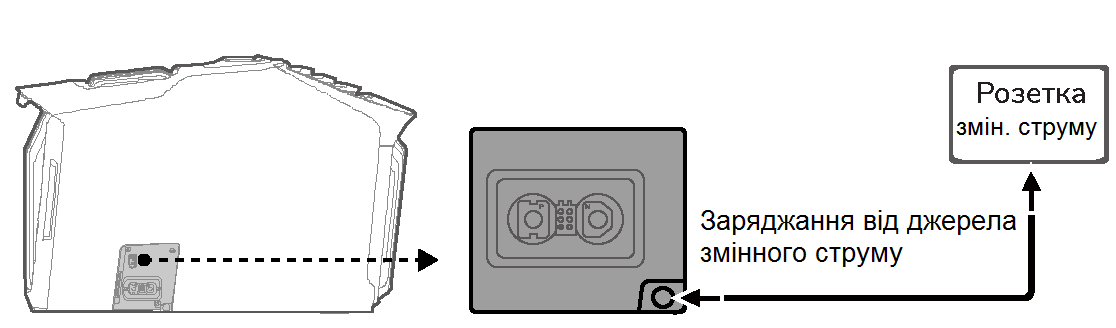 Розетка
змін. струму
P
N
Заряджання від джерела
змінного струму